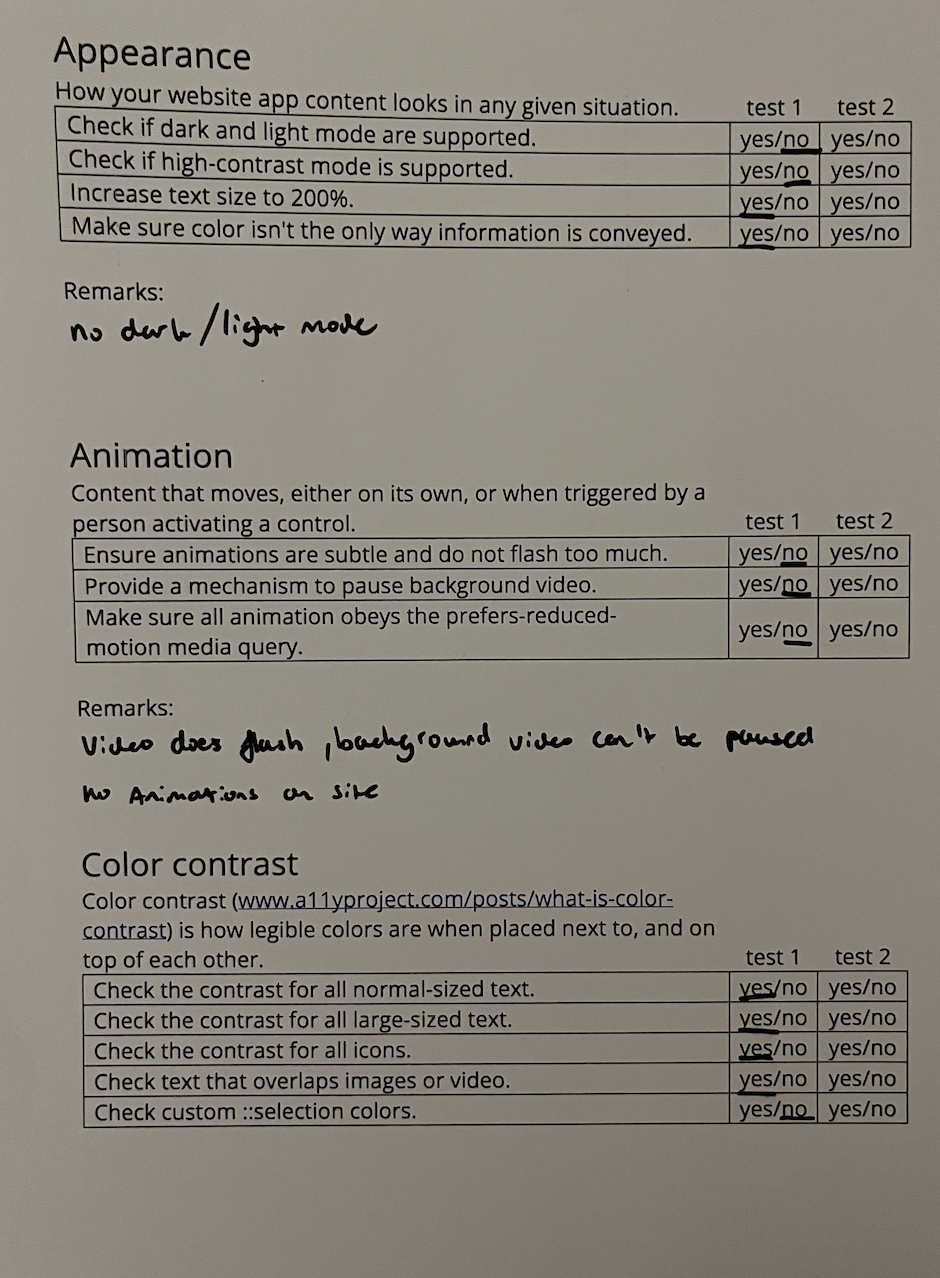 Appearance
How your website app content looks in any given situation. test 1 test 2
Check if dark and light mode are supported. yes/no yes/no
Check if high-contrast mode is supported. yes/no yes/no
Increase text size to 200%. yes/no yes/no
Make sure color isn't the only way information is conveyed. yes/no yes/no
Remarks:
no dark/light mode
Animation
Content that moves, either on its own, or when triggered by a
person activating a control. test 1 test 2
Ensure animations are subtle and do not flash too much. yes/no yes/no
Provide a mechanism to pause background video. yes/no yes/no
Make sure all animation obeys the prefers-reduced-
motion media query. yes/no yes/no
Remarks:
Video does flash, background video can't be paused
no Animations on site
Color contrast
Color contrast (www.a11yproject.com/posts/what-is-color-
contrast) is how legible colors are when placed next to, and on
top of each other. test 1 test 2
Check the contrast for all normal-sized text. yes/no yes/no
Check the contrast for all large-sized text. yes/no yes/no
Check the contrast for all icons. yes/no yes/no
Check text that overlaps images or video. yes/no yes/no
Check custom ::selection colors. yes/no yes/no